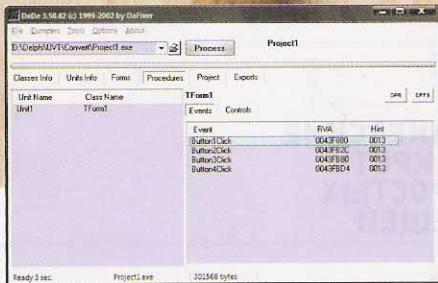 DeDe 3.50.02 (c) 1999-2002 by DaFixer
File Dumpers Tools Options About
D:\Delphi\UVT\Convert\Project1.exe Process Project1
Classes Info Units Info Forms Procedures Project Exports
Unit Name Class Name TForm1 DPR OFFS
Unit1 TForm1 Events Controls
Event RVA Hint
Button1Click 0013
Button2Click 0043FB2C 0013
Button3Click 0043FB80 0013
Button4Click 0043FBD4 0013
Ready 3 sec. Project1.exe 301568 bytes